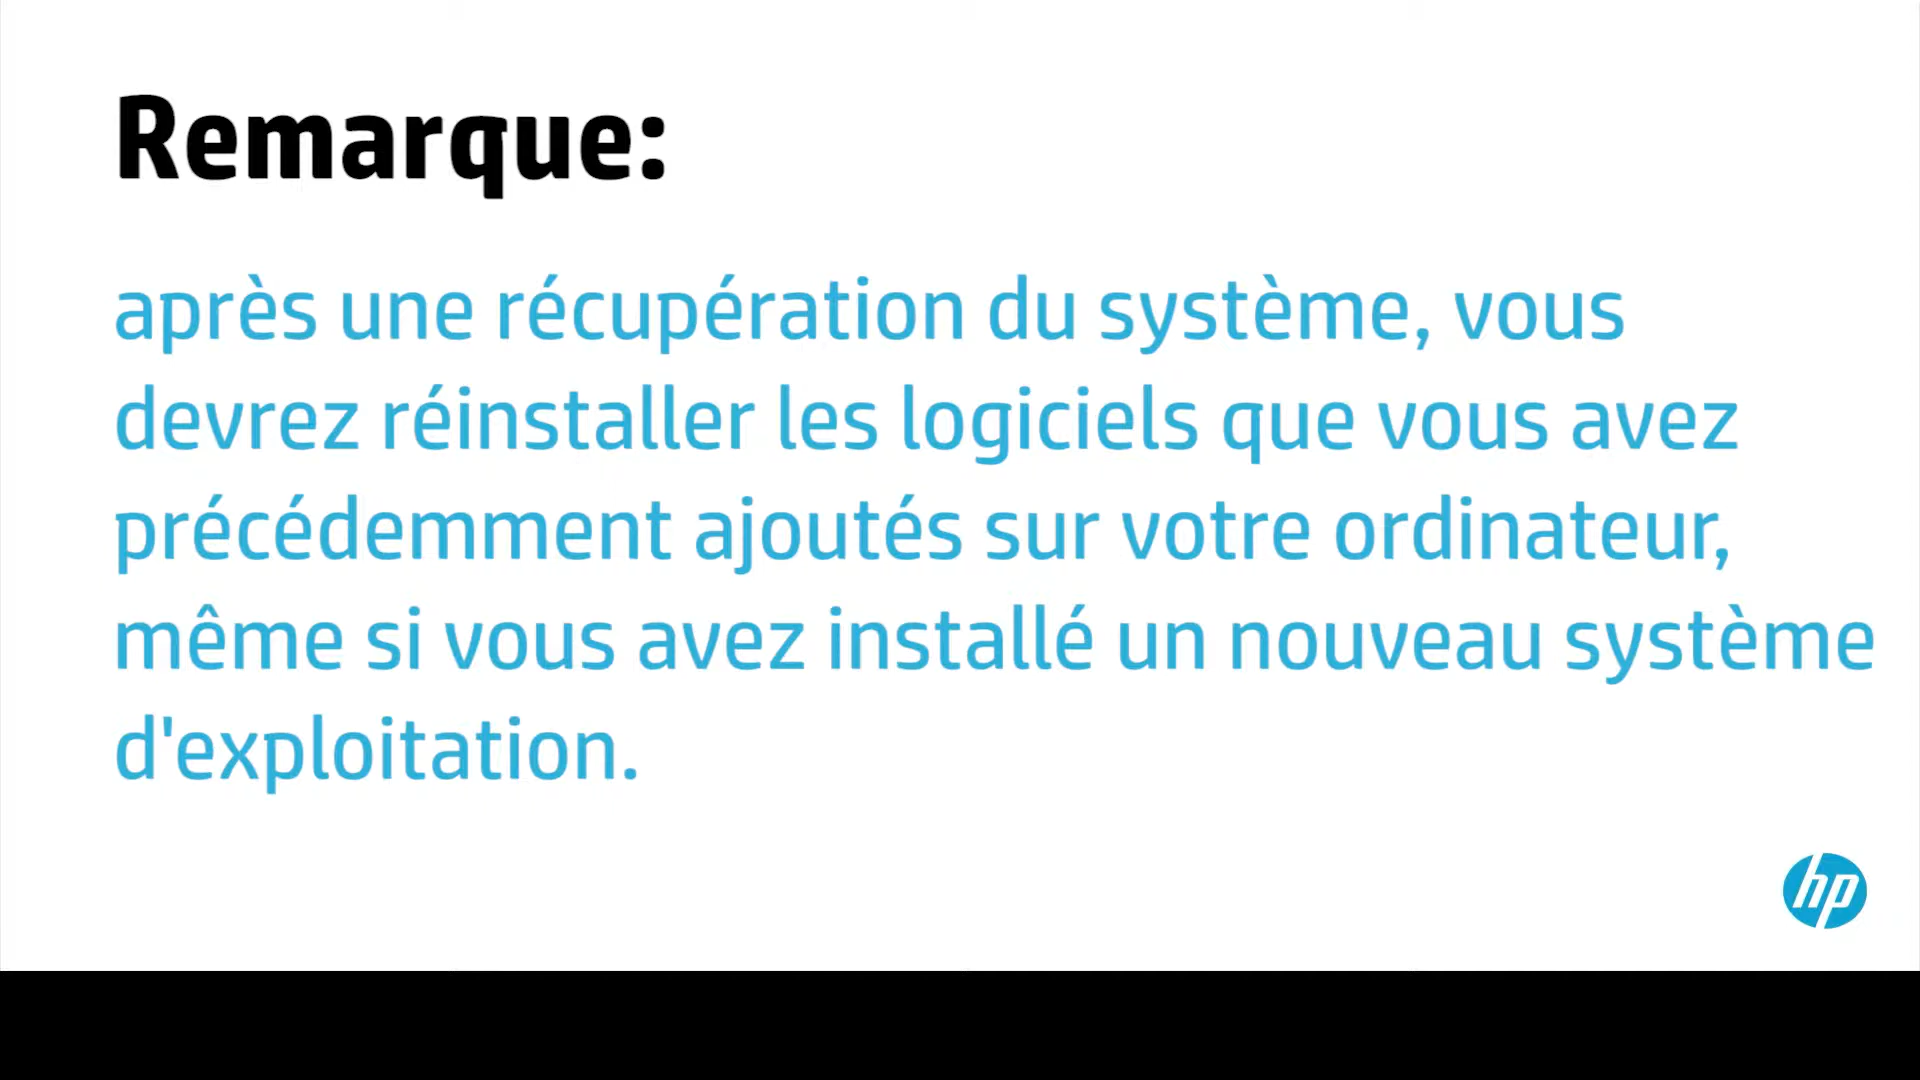 Remarque:
après une récupération du système, vous
devrez réinstaller les logiciels que vous avez
précédemment ajoutés sur votre ordinateur,
même si vous avez installé un nouveau système
d'exploitation.
hp